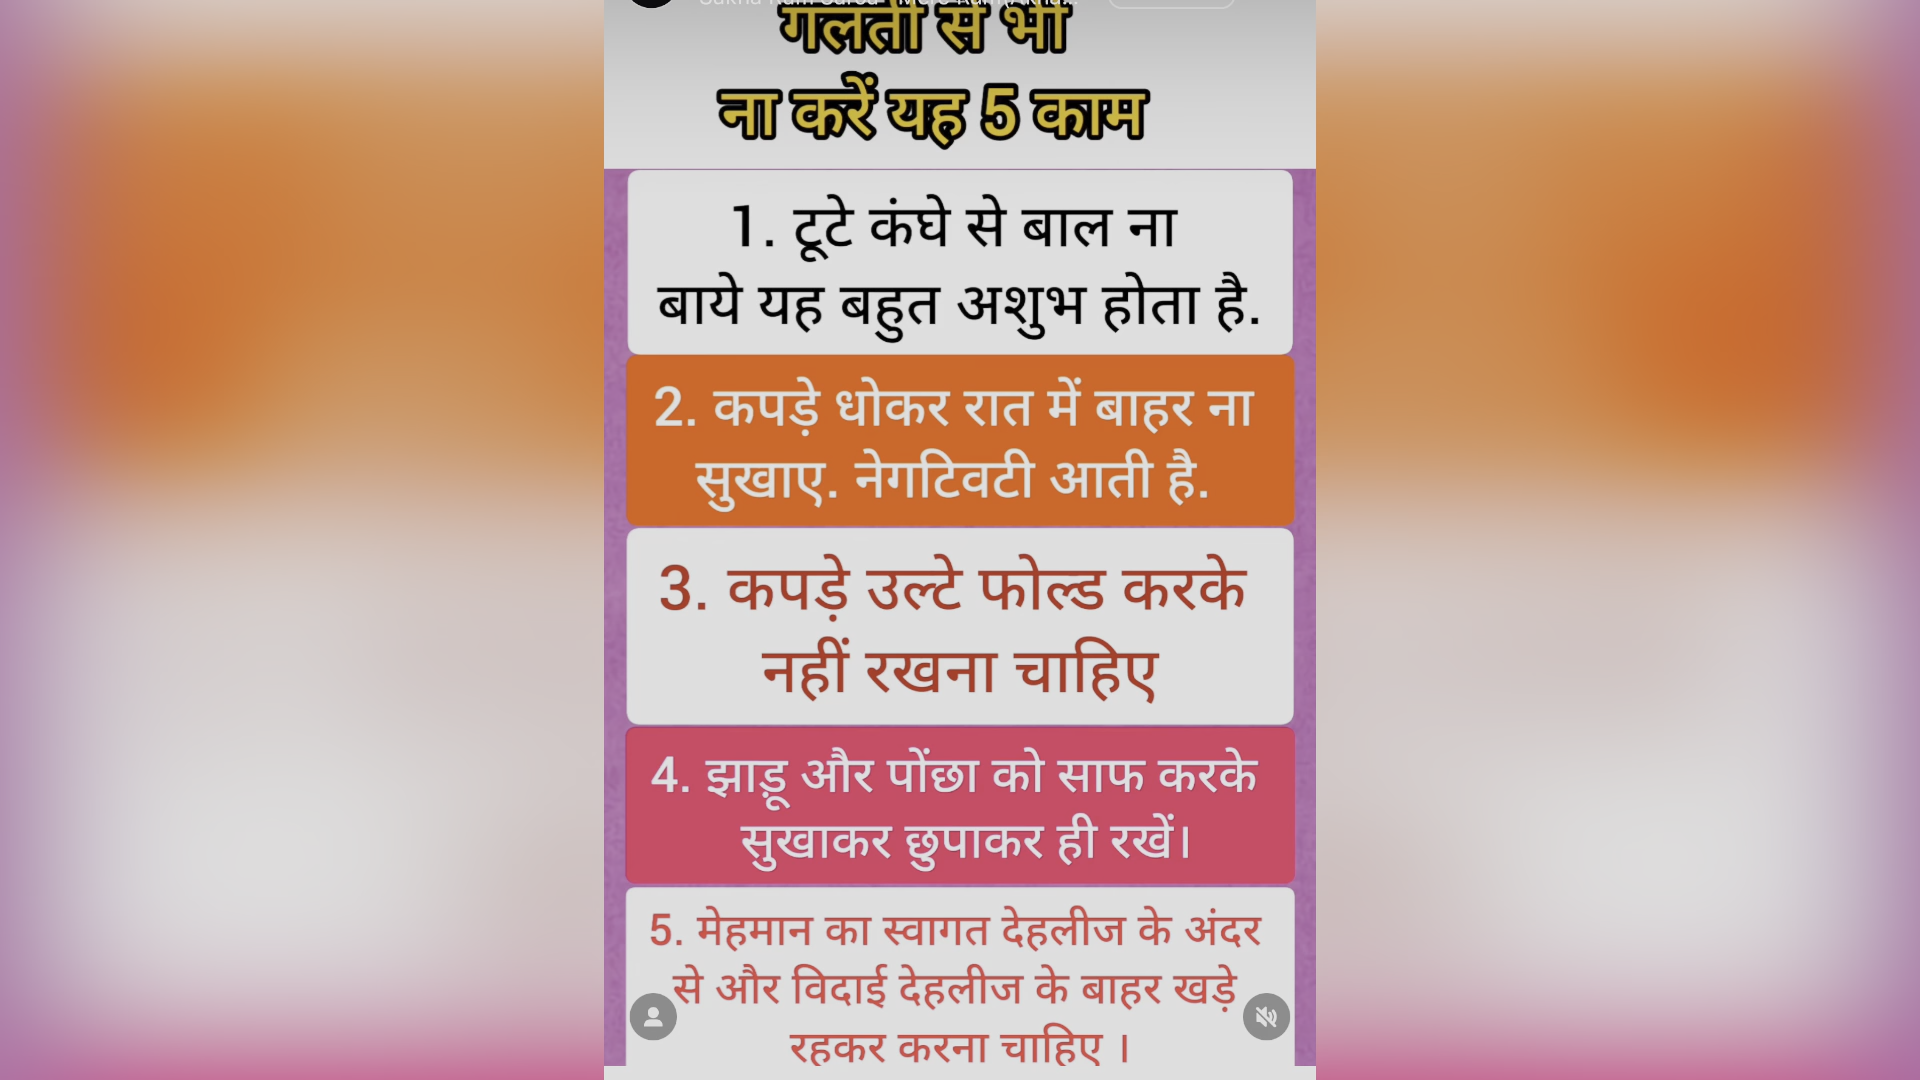 गलती से भी
ना करें यह 5 काम
1. टूटे कंघे से बाल ना
बाये यह बहुत अशुभ होता है.
2. कपड़े धोकर रात में बाहर ना
सुखाए. नेगटिवटी आती है.
3. कपड़े उल्टे फोल्ड करके
नहीं रखना चाहिए
4. झाड़ू और पोंछा को साफ करके
सुखाकर छुपाकर ही रखें।
5. मेहमान का स्वागत देहलीज के अंदर
से और विदाई देहलीज के बाहर खड़े
रहकर करना चाहिए ।